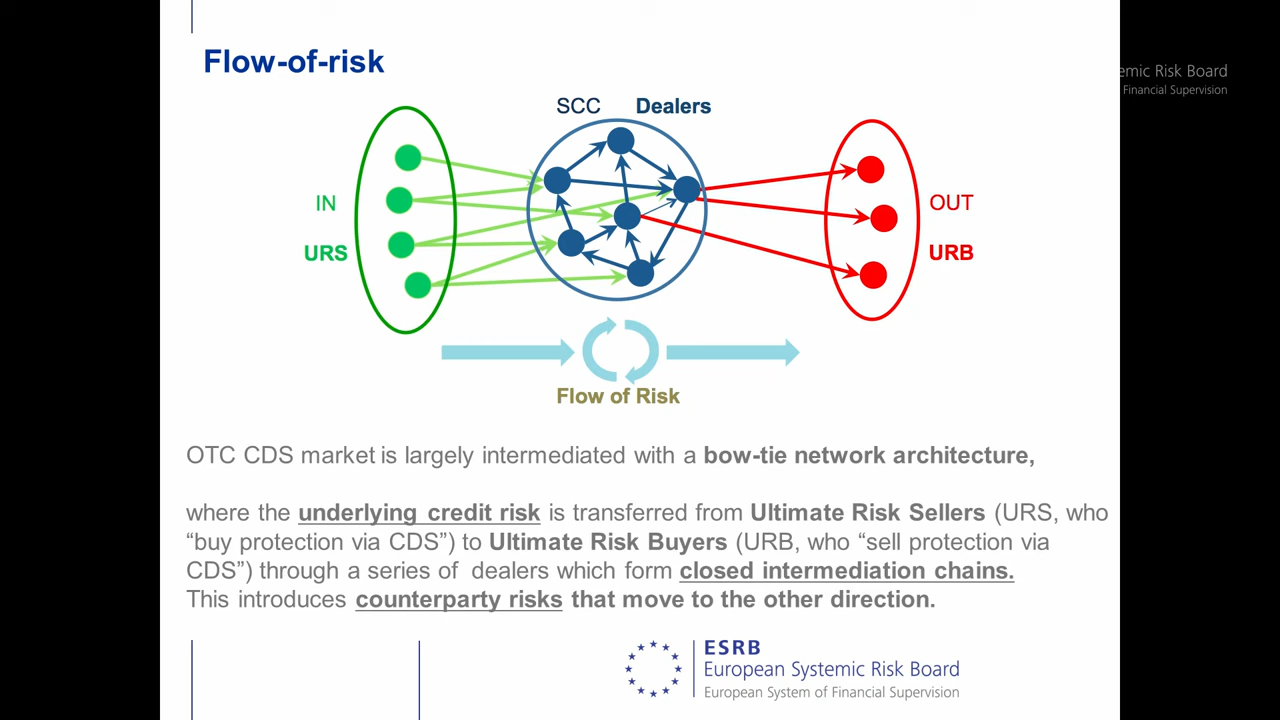 Flow-of-risk
emic Risk Board
Financial Supervision
SCC Dealers
IN
URS
OUT
URB
Flow of Risk
OTC CDS market is largely intermediated with a bow-tie network architecture,
where the underlying credit risk is transferred from Ultimate Risk Sellers (URS, who
“buy protection via CDS”) to Ultimate Risk Buyers (URB, who “sell protection via
CDS”) through a series of dealers which form closed intermediation chains.
This introduces counterparty risks that move to the other direction.
ESRB
European Systemic Risk Board
European System of Financial Supervision